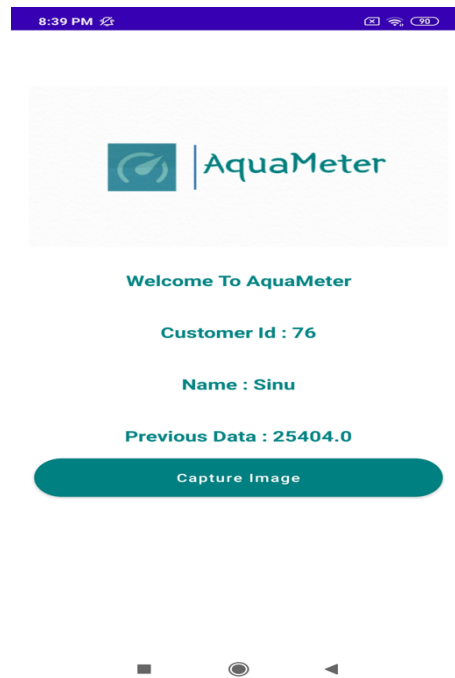 8:39 PM
90
AquaMeter
Welcome To AquaMeter
Customer Id : 76
Name : Sinu
Previous Data : 25404.0
Capture Image